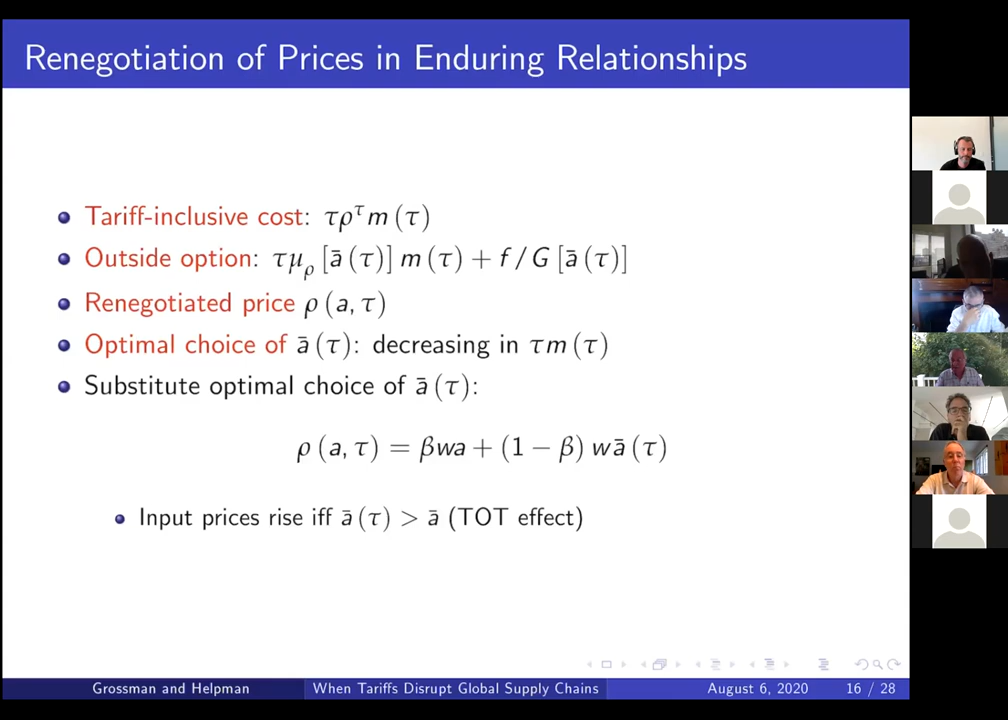 Renegotiation of Prices in Enduring Relationships
Tariff-inclusive cost: τρ^τ m (τ)
Outside option: τμ_ρ [ā (τ)] m (τ) + f / G [ā (τ)]
Renegotiated price ρ (a, τ)
Optimal choice of ā (τ): decreasing in τm (τ)
Substitute optimal choice of ā (τ):
ρ (a, τ) = βwa + (1 − β) wā (τ)
Input prices rise iff ā (τ) > ā (TOT effect)
Grossman and Helpman When Tariffs Disrupt Global Supply Chains August 6, 2020 16 / 28